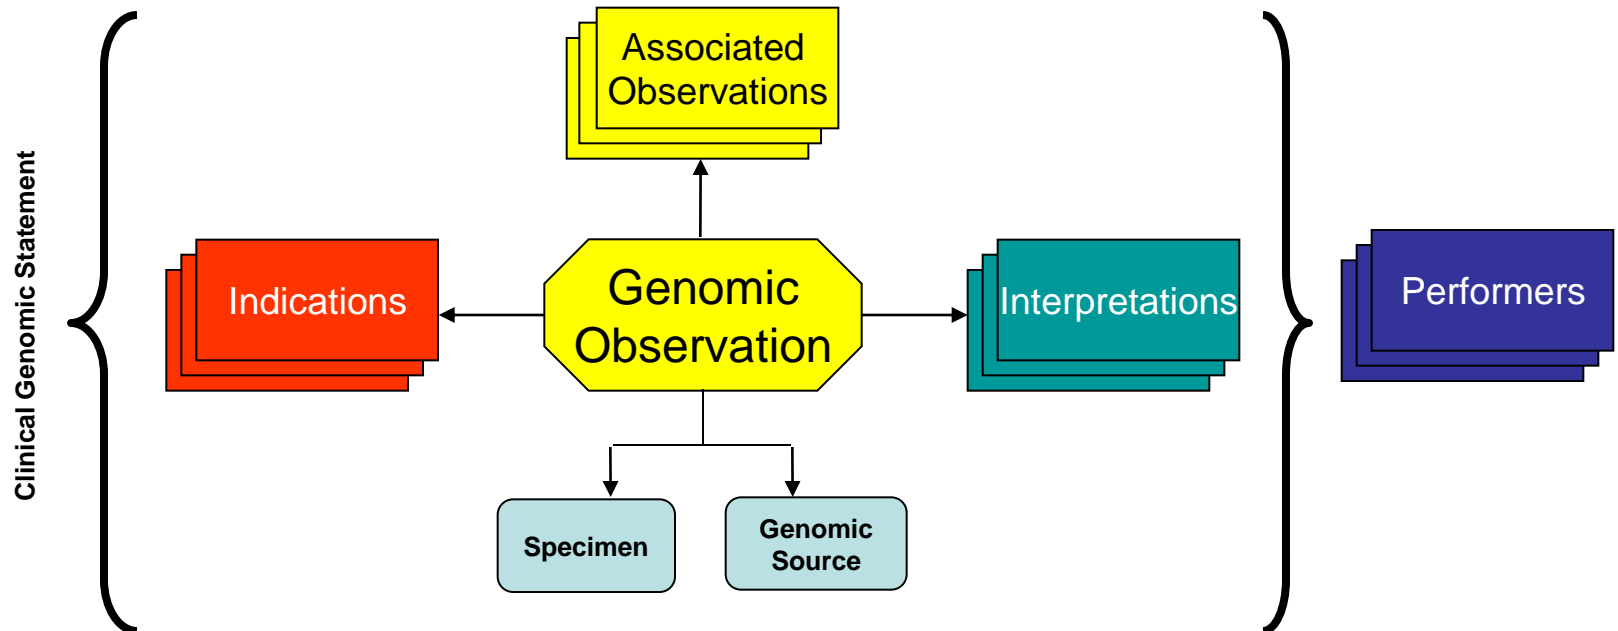 Clinical Genomic Statement
Associated
Observations
Indications
Genomic
Observation
Interpretations
Performers
Specimen
Genomic
Source